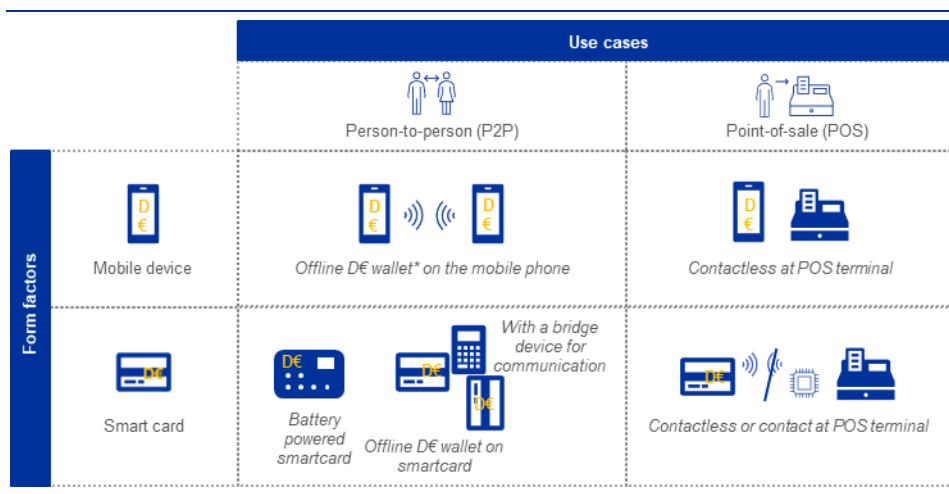 Use cases
Person-to-person (P2P)
Point-of-sale (POS)
Form factors
D
€
Mobile device
D
€
D
€
Offline D€ wallet* on the mobile phone
D
€
Contactless at POS terminal
D€
Smart card
D€
Battery
powered
smartcard
D€
D€
With a bridge
device for
communication
Offline D€ wallet on
smartcard
D€
Contactless or contact at POS terminal